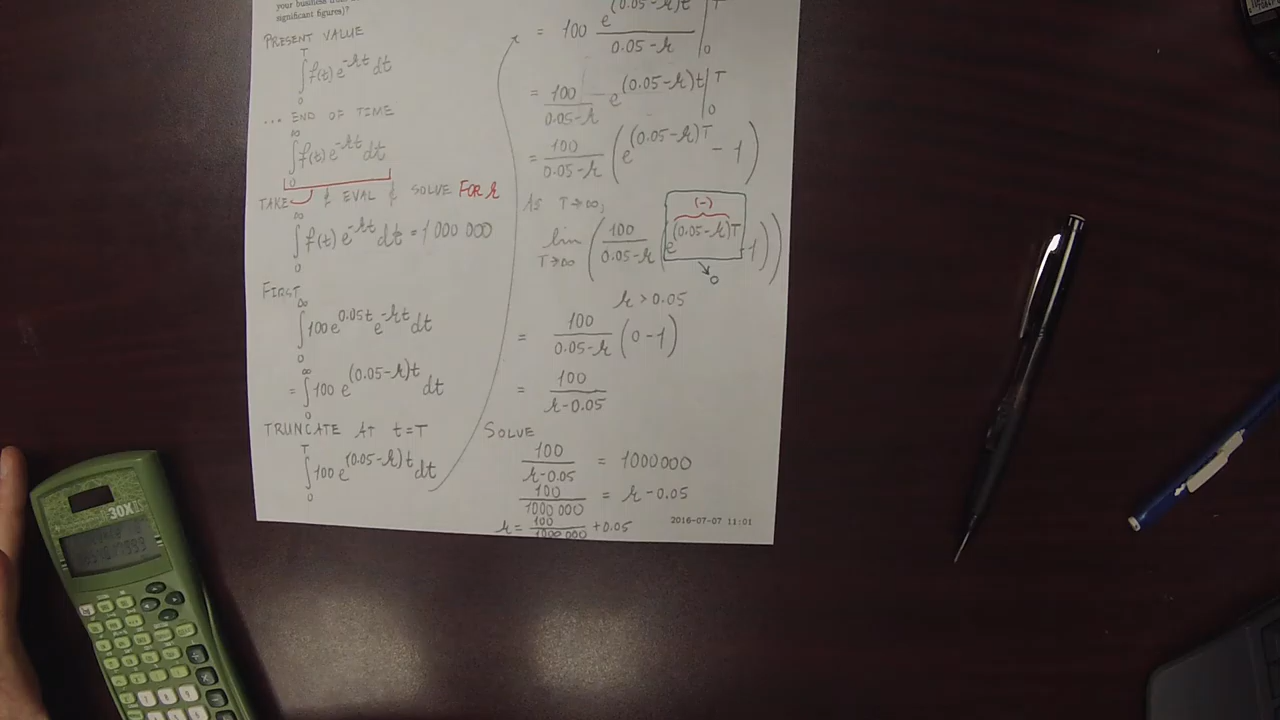 your business
significant figures)?
PRESENT VALUE
∫₀ᵀ f(t) e^(-rt) dt
... END OF TIME
∫₀^∞ f(t) e^(-rt) dt
TAKE & EVAL & SOLVE FOR r
∫₀^∞ f(t) e^(-rt) dt = 1 000 000
FIRST
∫₀^∞ 100 e^(0.05t) e^(-rt) dt
= ∫₀^∞ 100 e^((0.05-r)t) dt
TRUNCATE AT t=T
∫₀ᵀ 100 e^((0.05-r)t) dt
= 100 e^((0.05-r)t) / (0.05-r) |₀ᵀ
= 100/(0.05-r) e^((0.05-r)t) |₀ᵀ
= 100/(0.05-r) (e^((0.05-r)T) - 1)
AS T→∞,
(-)
lim T→∞ (100/(0.05-r) (e^((0.05-r)T) - 1))
→ 0
r > 0.05
= 100/(0.05-r) (0-1)
= 100/(r-0.05)
SOLVE
100/(r-0.05) = 1000000
100/1000 000 = r-0.05
r = 100/1000 000 + 0.05
2016-07-07 11:01
30X